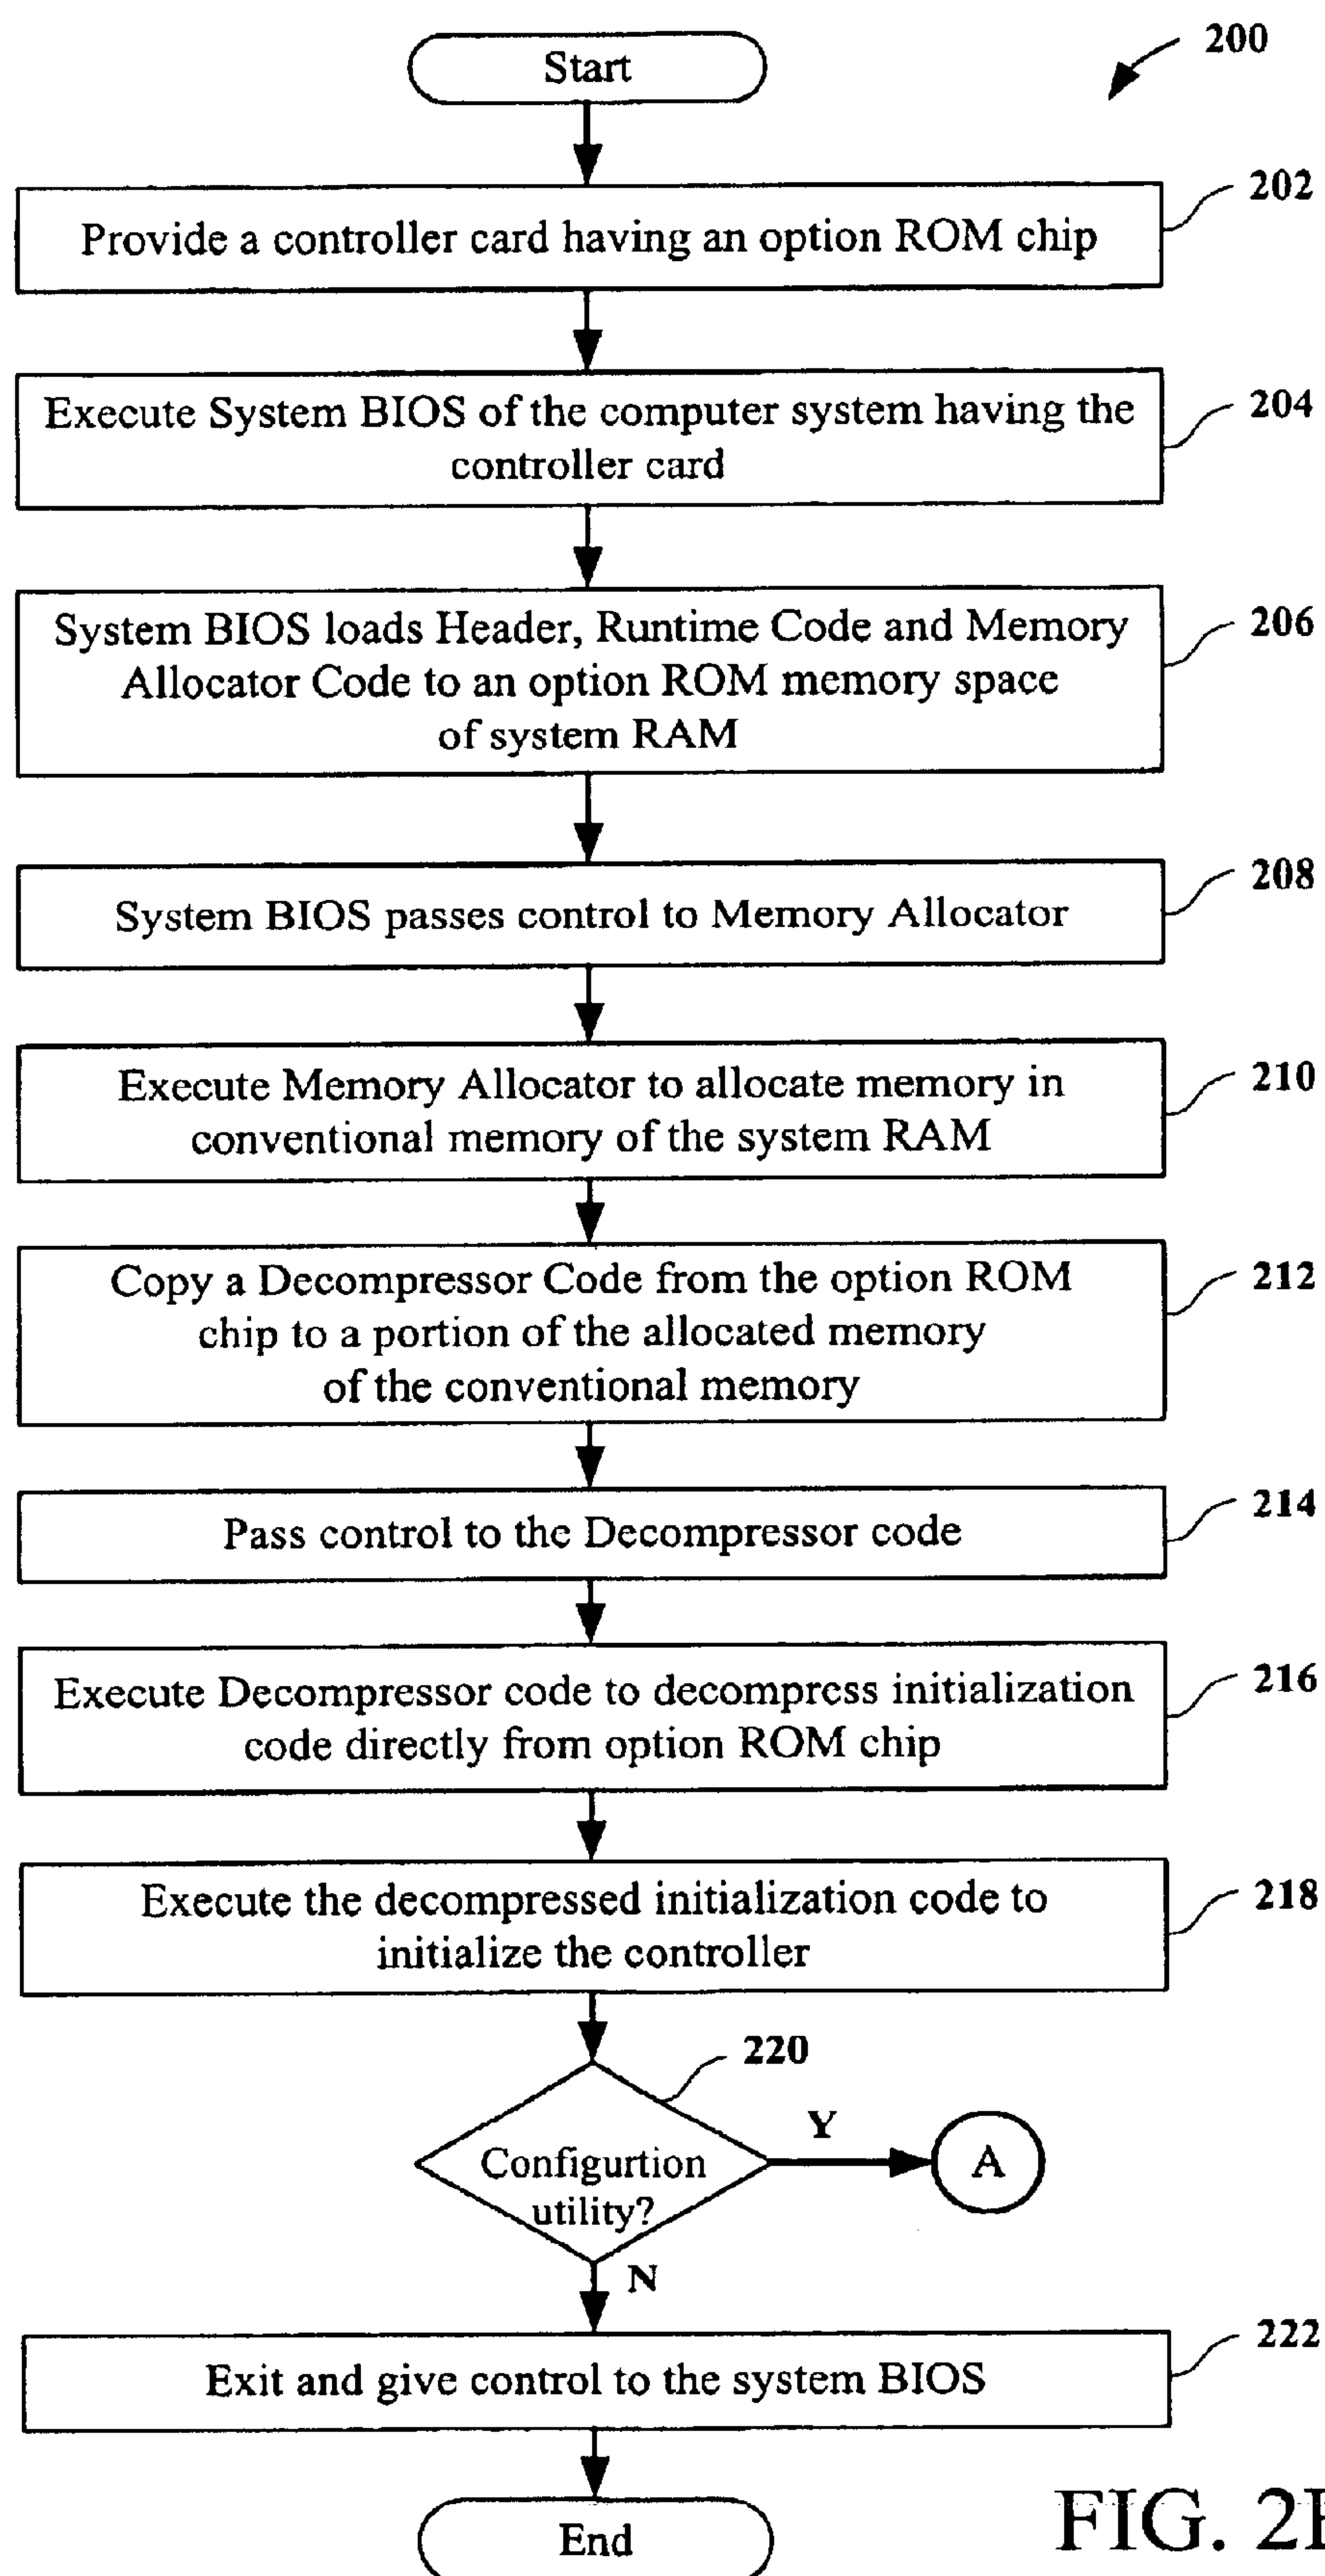 Start
200
Provide a controller card having an option ROM chip
202
Execute System BIOS of the computer system having the
controller card
204
System BIOS loads Header, Runtime Code and Memory
Allocator Code to an option ROM memory space
of system RAM
206
System BIOS passes control to Memory Allocator
208
Execute Memory Allocator to allocate memory in
conventional memory of the system RAM
210
Copy a Decompressor Code from the option ROM
chip to a portion of the allocated memory
of the conventional memory
212
Pass control to the Decompressor code
214
Execute Decompressor code to decompress initialization
code directly from option ROM chip
216
Execute the decompressed initialization code to
initialize the controller
218
220
Configurtion
utility?
Y
A
N
Exit and give control to the system BIOS
222
End
FIG.